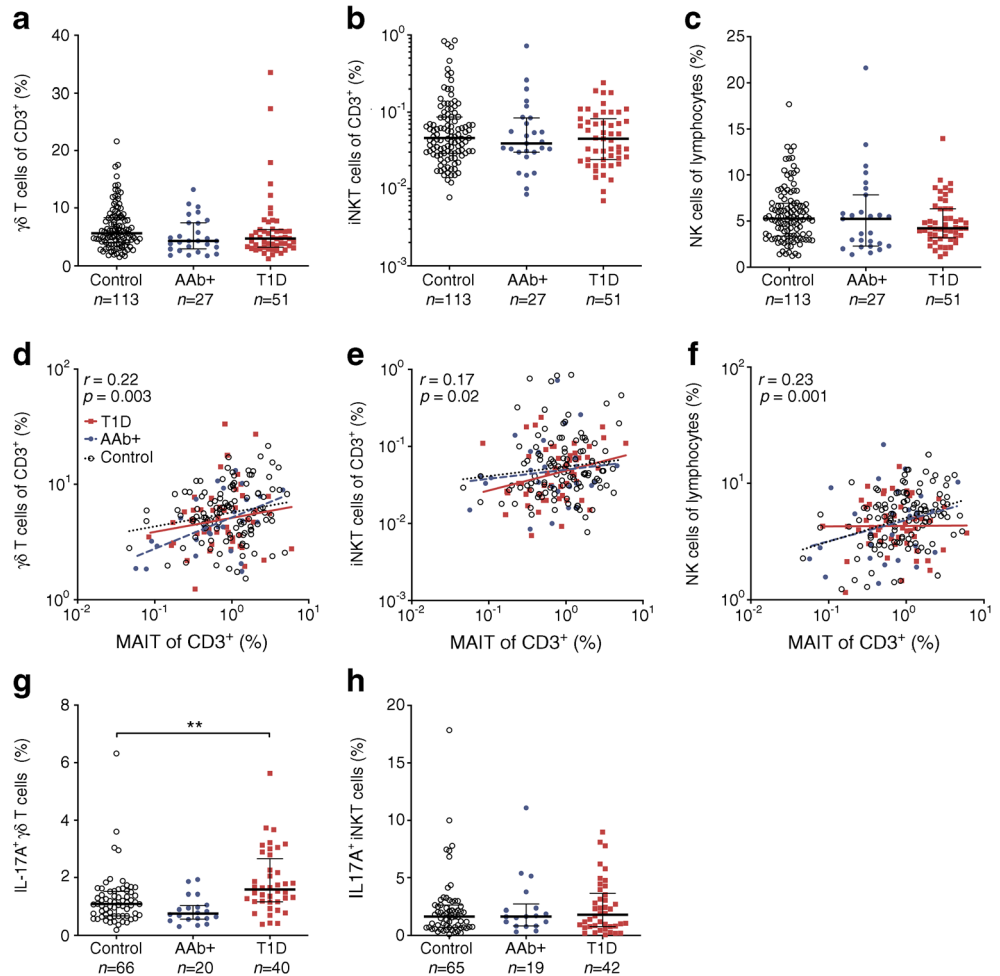 a
γδ T cells of CD3⁺ (%)
40
30
20
10
0
Control
AAb+
T1D
n=113
n=27
n=51
b
iNKT cells of CD3⁺ (%)
10⁰
10⁻¹
10⁻²
10⁻³
Control
AAb+
T1D
n=113
n=27
n=51
c
NK cells of lymphocytes (%)
25
20
15
10
5
0
Control
AAb+
T1D
n=113
n=27
n=51
d
γδ T cells of CD3⁺ (%)
10²
10¹
10⁰
r = 0.22
p = 0.003
T1D
AAb+
Control
10⁻²
10⁻¹
10⁰
10¹
MAIT of CD3⁺ (%)
e
iNKT cells of CD3⁺ (%)
10⁰
10⁻¹
10⁻²
10⁻³
r = 0.17
p = 0.02
10⁻²
10⁻¹
10⁰
10¹
MAIT of CD3⁺ (%)
f
NK cells of lymphocytes (%)
10²
10¹
10⁰
r = 0.23
p = 0.001
10⁻²
10⁻¹
10⁰
10¹
MAIT of CD3⁺ (%)
g
IL-17A⁺ γδ T cells (%)
8
6
4
2
0
**
Control
AAb+
T1D
n=66
n=20
n=40
h
IL17A⁺ iNKT cells (%)
20
15
10
5
0
Control
AAb+
T1D
n=65
n=19
n=42